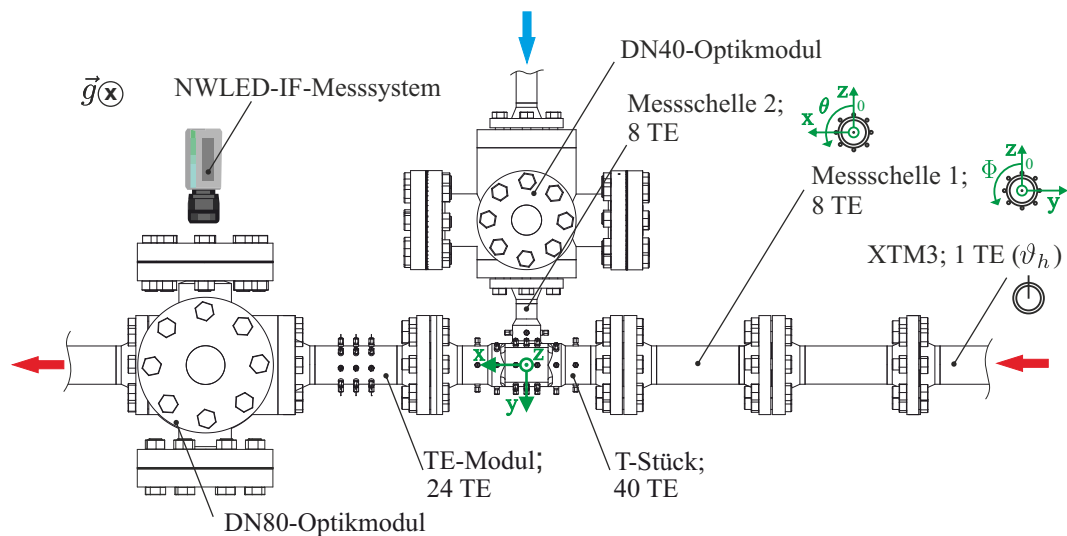 DN40-Optikmodul
g⃗ x
NWLED-IF-Messsystem
Messschelle 2;
8 TE
z
θ
0
x
Messschelle 1;
8 TE
z
Φ
0
y
XTM3; 1 TE (ϑh)
x
z
y
TE-Modul;
24 TE
T-Stück;
40 TE
DN80-Optikmodul